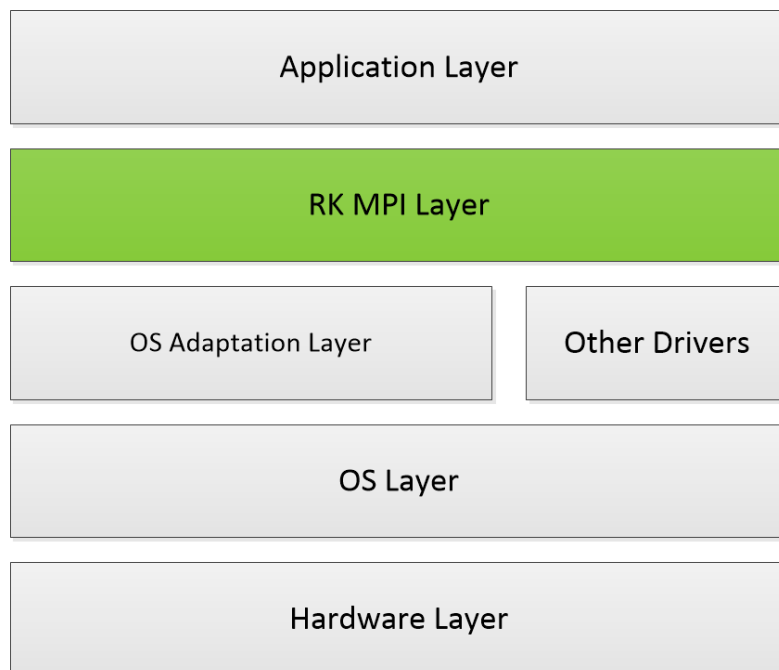 Application Layer
RK MPI Layer
OS Adaptation Layer
Other Drivers
OS Layer
Hardware Layer